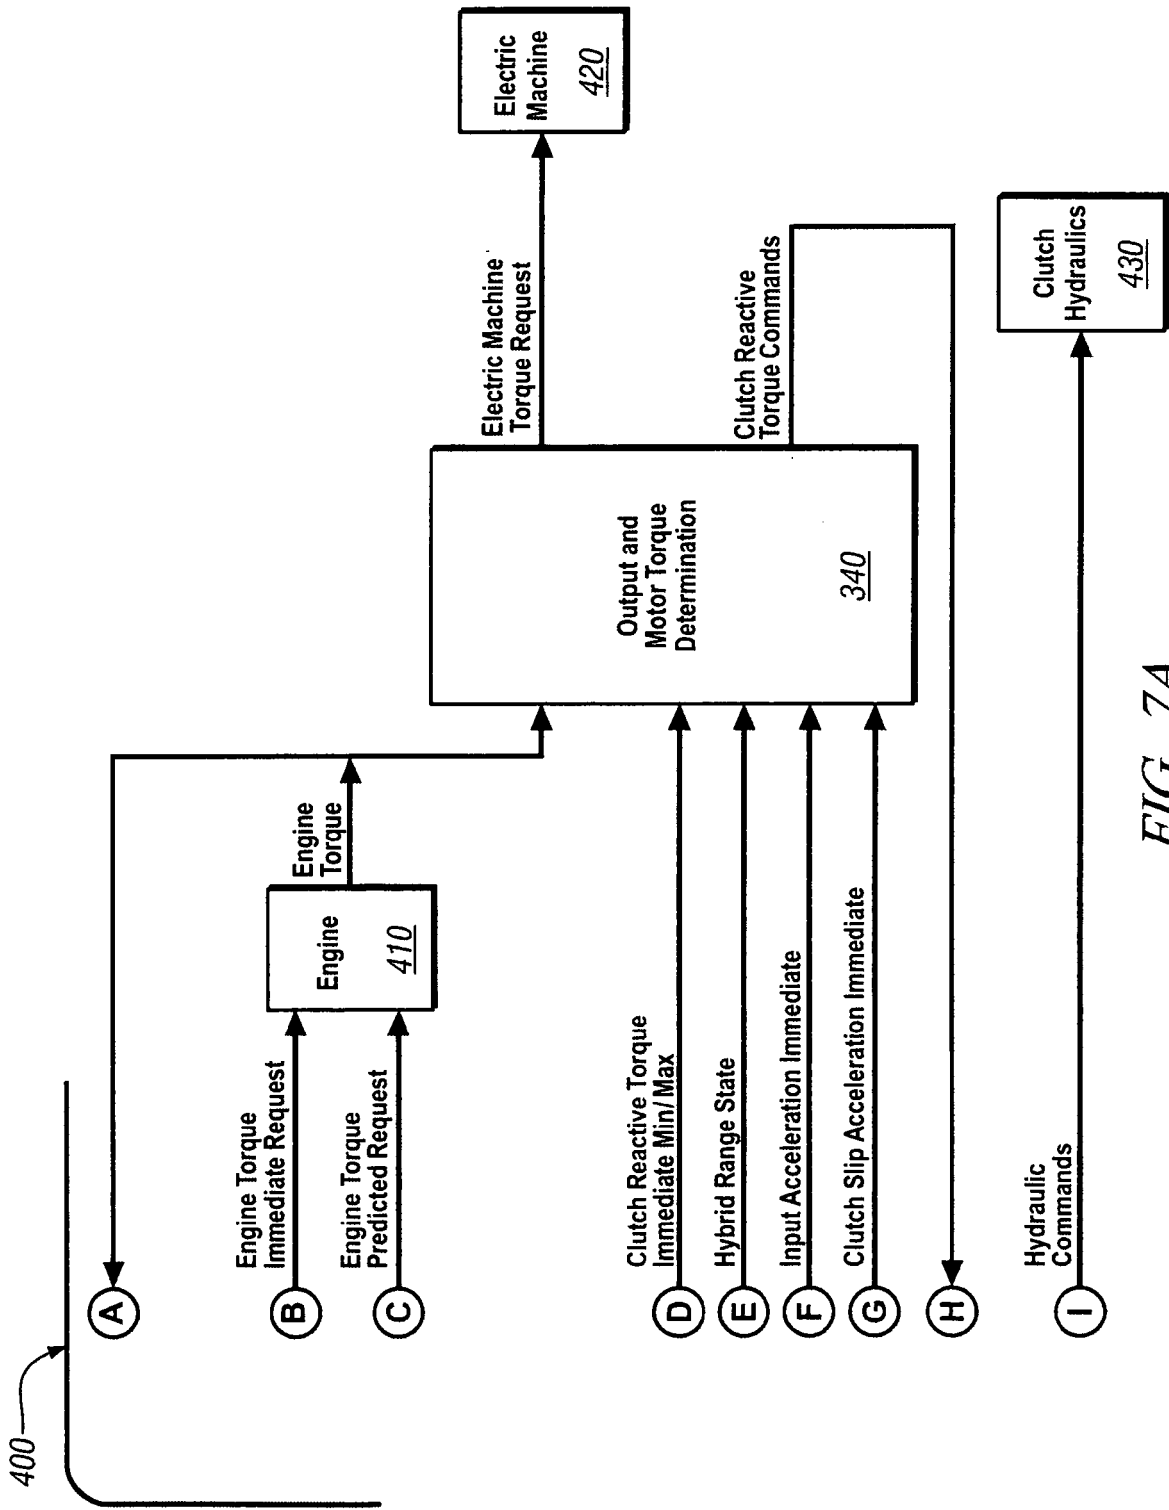 400
A
B
Engine Torque
Immediate Request
C
Engine Torque
Predicted Request
Engine
410
Engine
Torque
D
Clutch Reactive Torque
Immediate Min/Max
E
Hybrid Range State
F
Input Acceleration Immediate
G
Clutch Slip Acceleration Immediate
H
I
Hydraulic
Commands
Output and
Motor Torque
Determination
340
Electric Machine
Torque Request
Clutch Reactive
Torque Commands
Electric
Machine
420
Clutch
Hydraulics
430
FIG. 7A